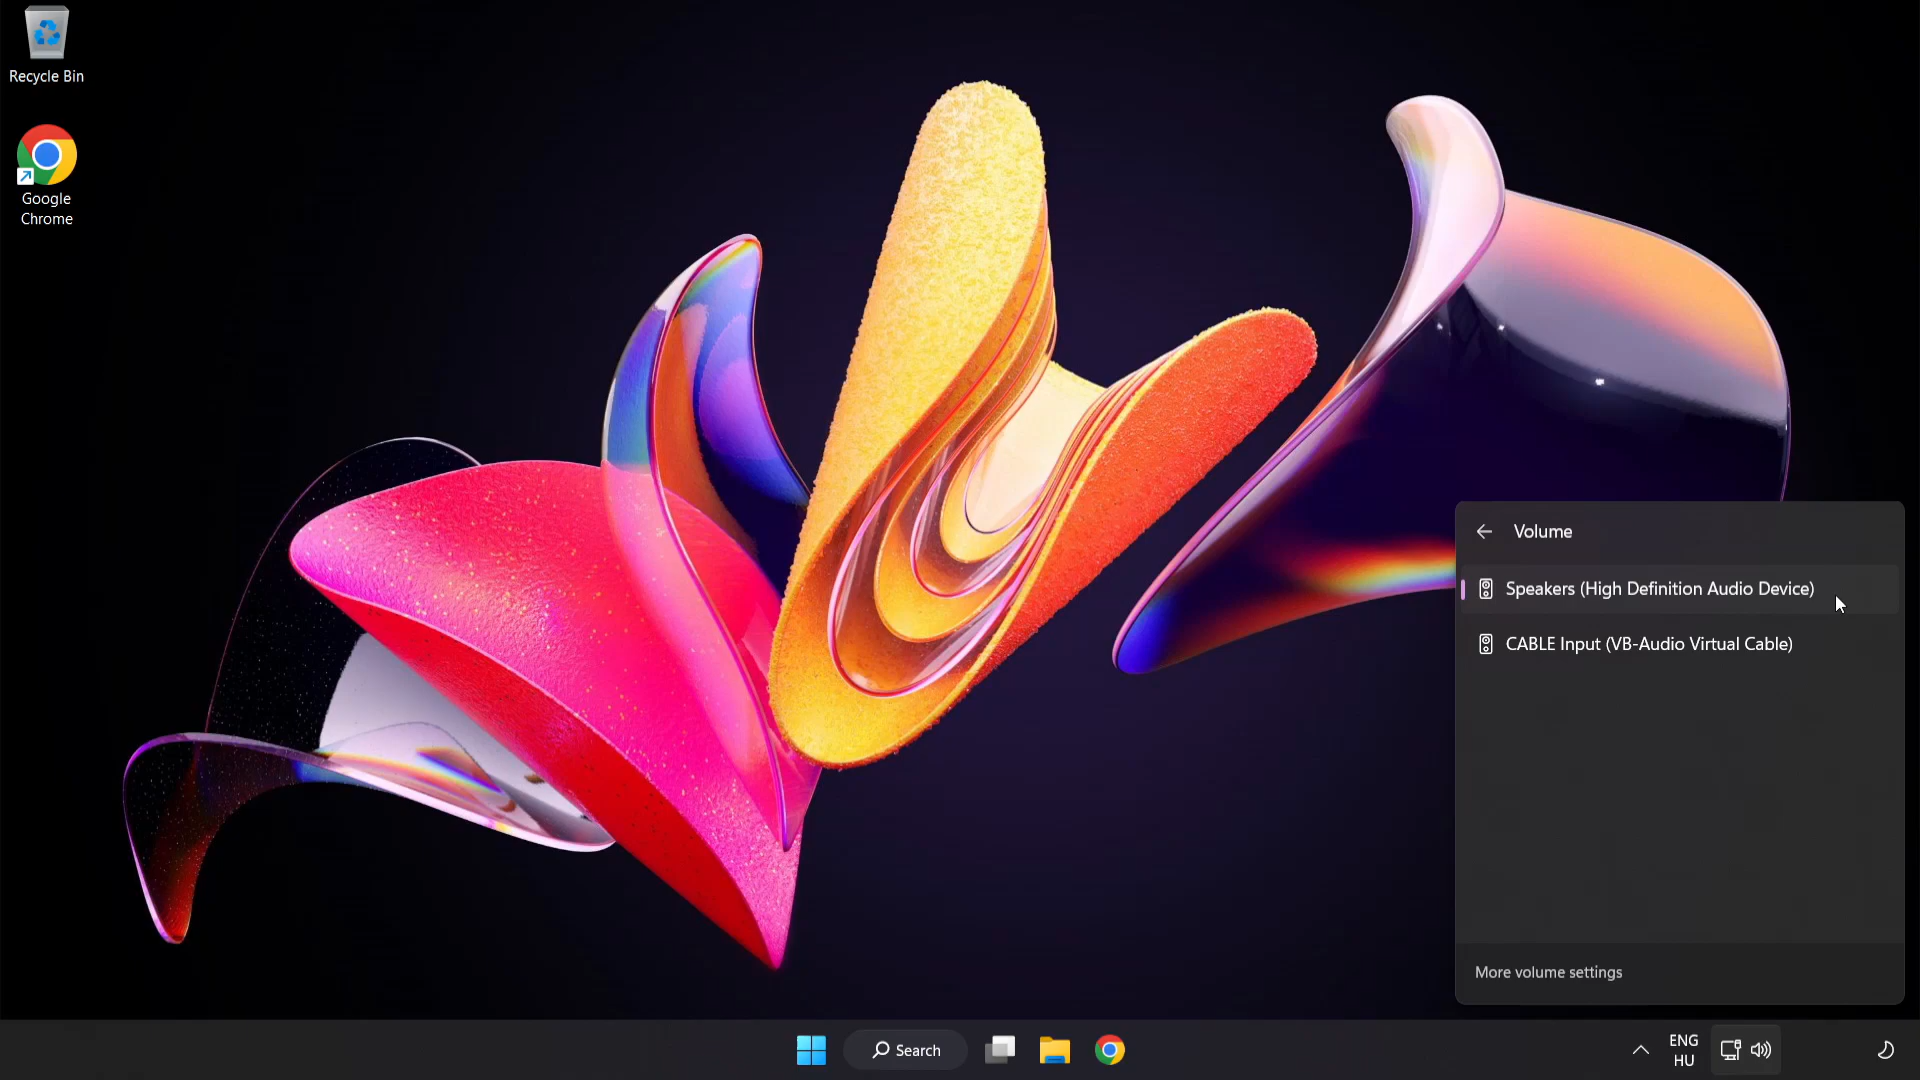 Recycle Bin
Google
Chrome
Volume
Speakers (High Definition Audio Device)
CABLE Input (VB-Audio Virtual Cable)
More volume settings
Search
ENG
HU